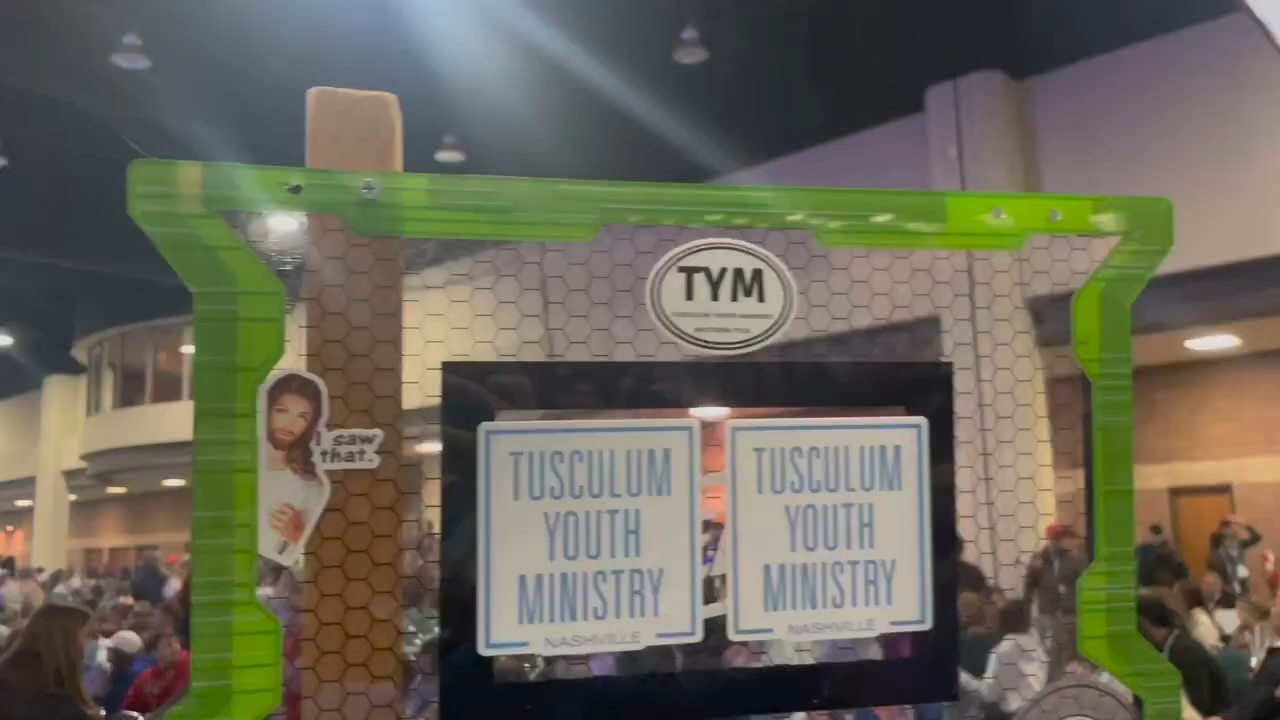 TYM
I saw
that.
TUSCULUM
YOUTH
MINISTRY
NASHVILLE
TUSCULUM
YOUTH
MINISTRY
NASHVILLE